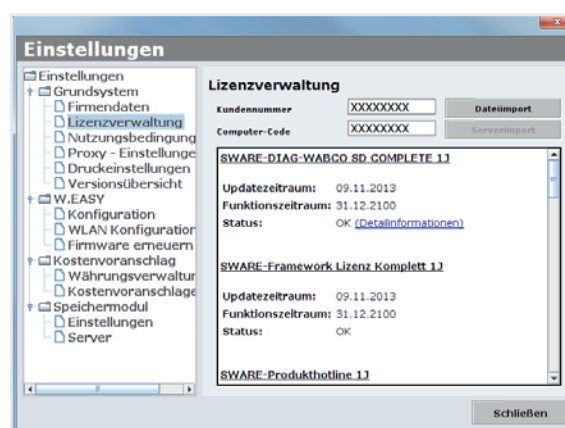 Einstellungen
Einstellungen
Grundsystem
Firmendaten
Lizenzverwaltung
Nutzungsbedingung
Proxy - Einstellunge
Druckeinstellungen
Versionsübersicht
W.EASY
Konfiguration
WLAN Konfiguration
Firmware erneuern
Kostenvoranschlag
Währungsverwaltur
Kostenvoranschlage
Speichermodul
Einstellungen
Server
Lizenzverwaltung
Kundennummer XXXXXXXX Dateiimport
Computer-Code XXXXXXXX Serverimport
SWARE-DIAG-WABCO SD COMPLETE 1J
Updatezeitraum: 09.11.2013
Funktionszeitraum: 31.12.2100
Status: OK (Detailinformationen)
SWARE-Framework Lizenz Komplett 1J
Updatezeitraum: 09.11.2013
Funktionszeitraum: 31.12.2100
Status: OK
SWARE-Produkthotline 1J
Schließen